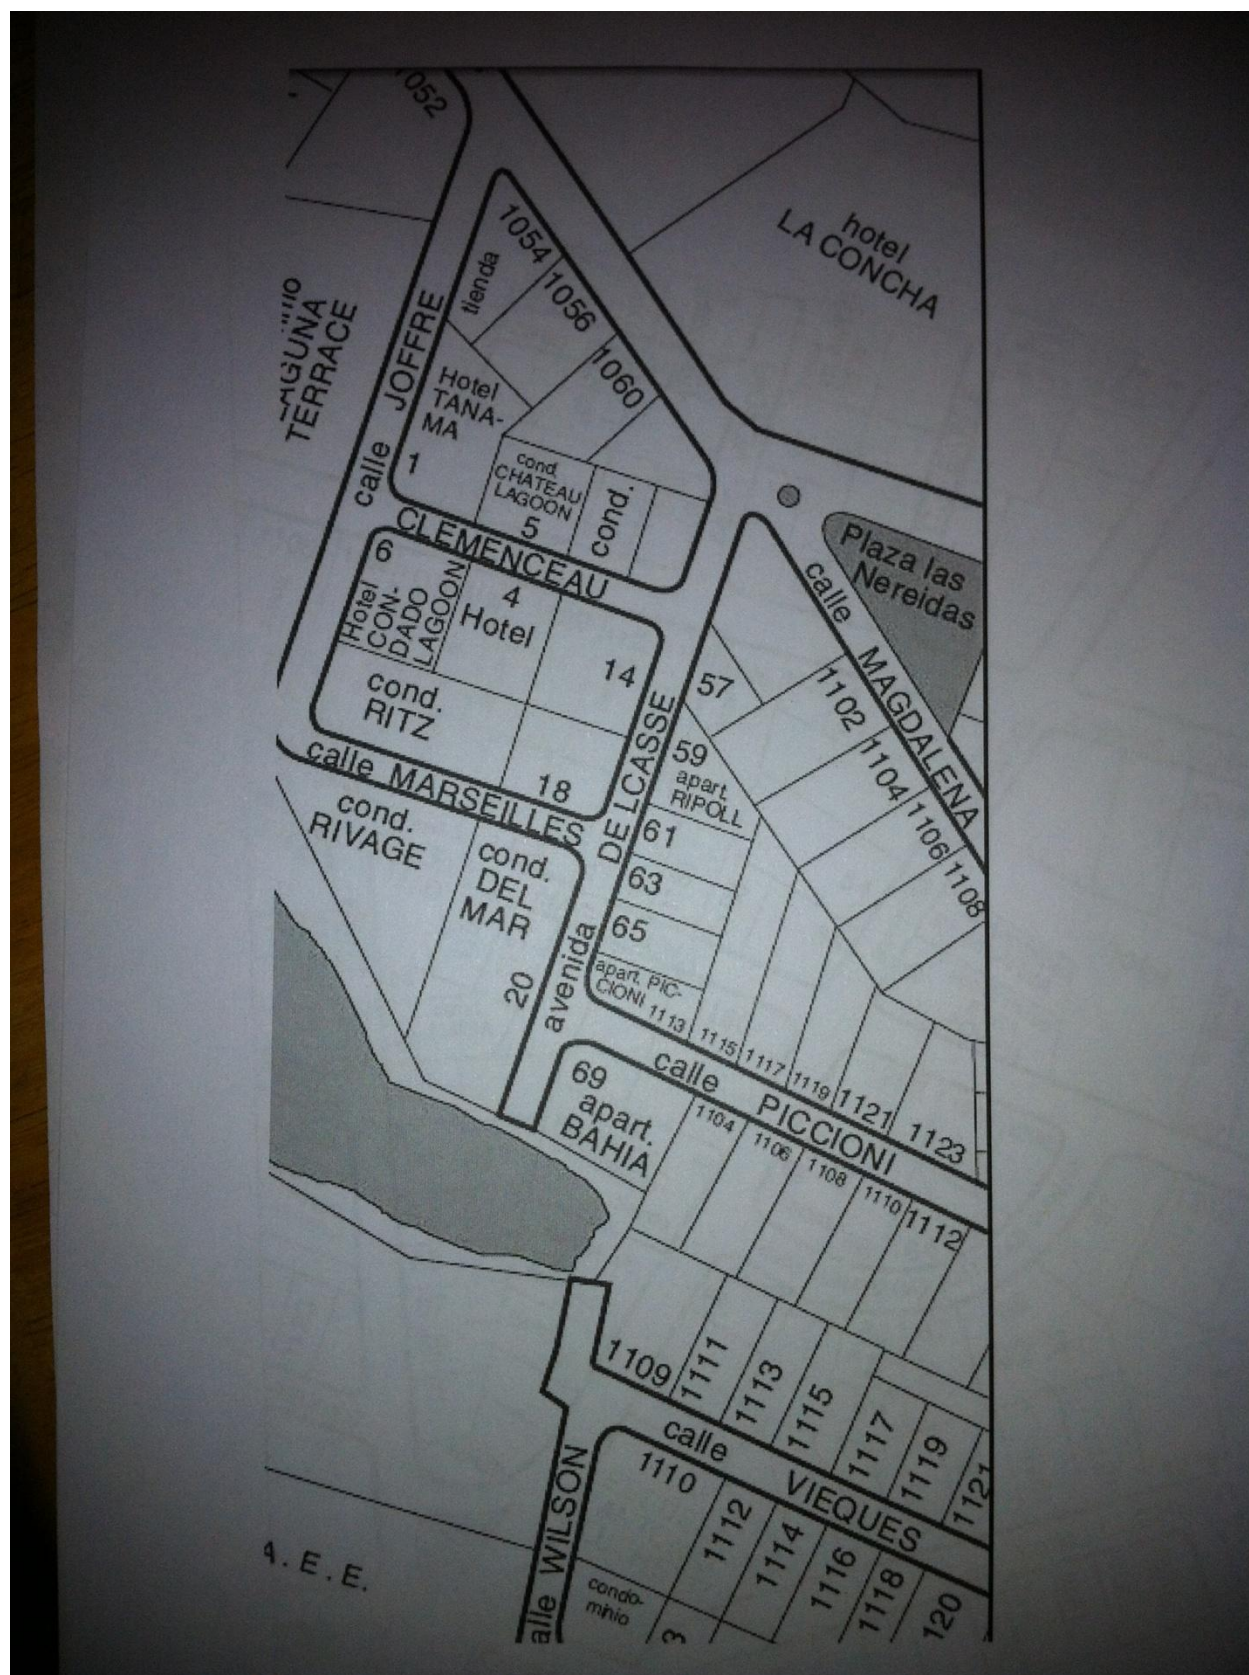 1052
hotel
LA CONCHA
1054
tienda
1056
1060
LAGUNA
TERRACE
calle JOFFRE
Hotel
TANA-
MA
1
cond.
CHATEAU
LAGOON
5
cond.
CLEMENCEAU
6
Hotel
CON-
DADO
LAGOON
4
Hotel
14
cond.
RITZ
18
Plaza las
Nereidas
calle MAGDALENA
57
1102
1104
1106
1108
59
apart.
RIPOLL
61
63
65
apart. PIC-
CIONI 1113
1115
1117
1119
1121
1123
avenida DE LCASSE
calle MARSEILLES
cond.
RIVAGE
cond.
DEL
MAR
20
69
apart.
BAHIA
calle PICCIONI
1104
1106
1108
1110
1112
1109
1111
1113
1115
1117
1119
1121
calle VIEQUES
1110
1112
1114
1116
1118
120
alle WILSON
condo-
minio
3
A. E. E.